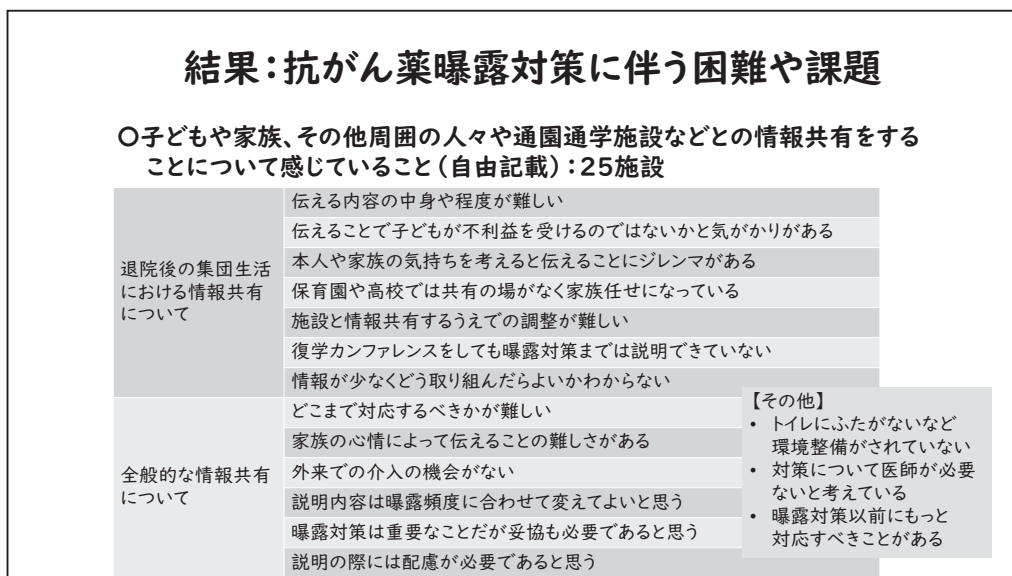 結果：抗がん薬曝露対策に伴う困難や課題
〇子どもや家族、その他周囲の人々や通園通学施設などとの情報共有をする
ことについて感じていること（自由記載）：25施設
退院後の集団生活
における情報共有
について
伝える内容の中身や程度が難しい
伝えることで子どもが不利益を受けるのではないかと気がかりがある
本人や家族の気持ちを考えると伝えることにジレンマがある
保育園や高校では共有の場がなく家族任せになっている
施設と情報共有するうえでの調整が難しい
復学カンファレンスをしても曝露対策までは説明できていない
情報が少なくどう取り組んだらよいかわからない
全般的な情報共有
について
どこまで対応するべきかが難しい
家族の心情によって伝えることの難しさがある
外来での介入の機会がない
説明内容は曝露頻度に合わせて変えてよいと思う
曝露対策は重要なことだが妥協も必要であると思う
説明の際には配慮が必要であると思う
【その他】
• トイレにふたがないなど
環境整備がされていない
• 対策について医師が必要
ないと考えている
• 曝露対策以前にもっと
対応すべきことがある